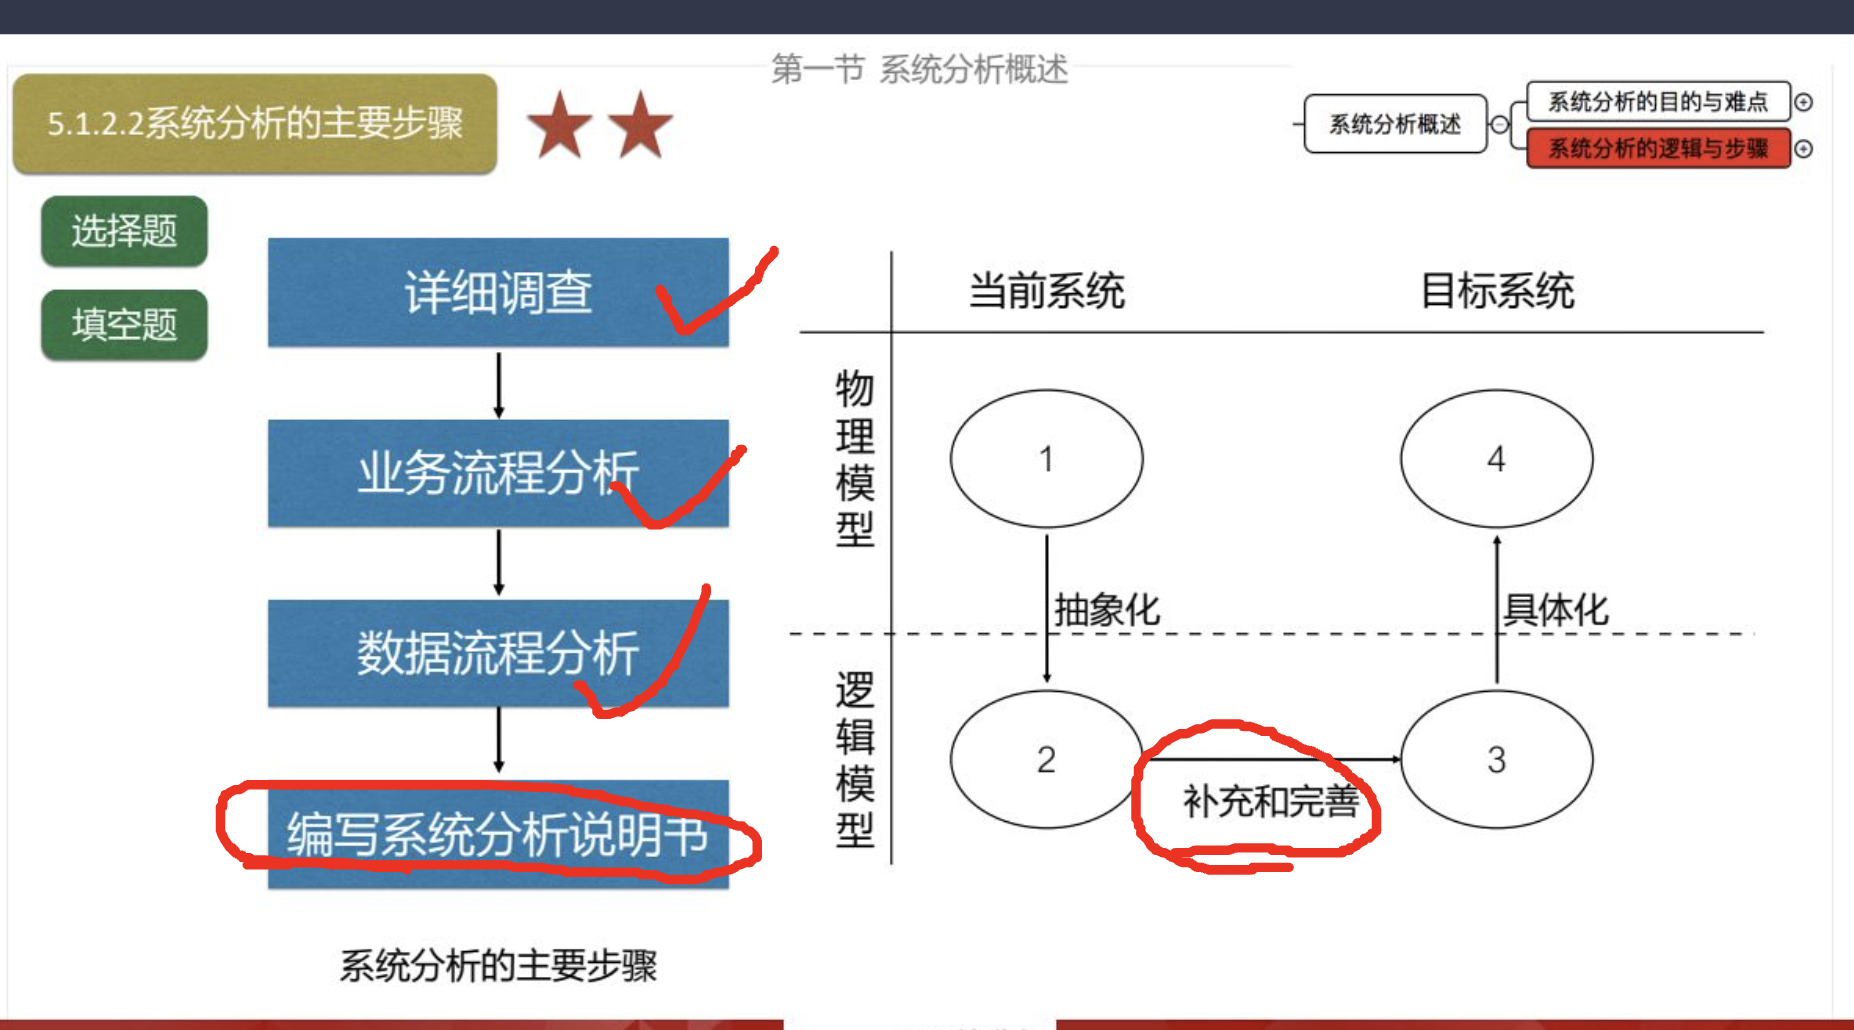 第一节 系统分析概述
5.1.2.2系统分析的主要步骤
系统分析概述
系统分析的目的与难点
系统分析的逻辑与步骤
选择题
填空题
详细调查
业务流程分析
数据流程分析
编写系统分析说明书
系统分析的主要步骤
当前系统
目标系统
物理模型
1
4
抽象化
具体化
逻辑模型
2
3
补充和完善